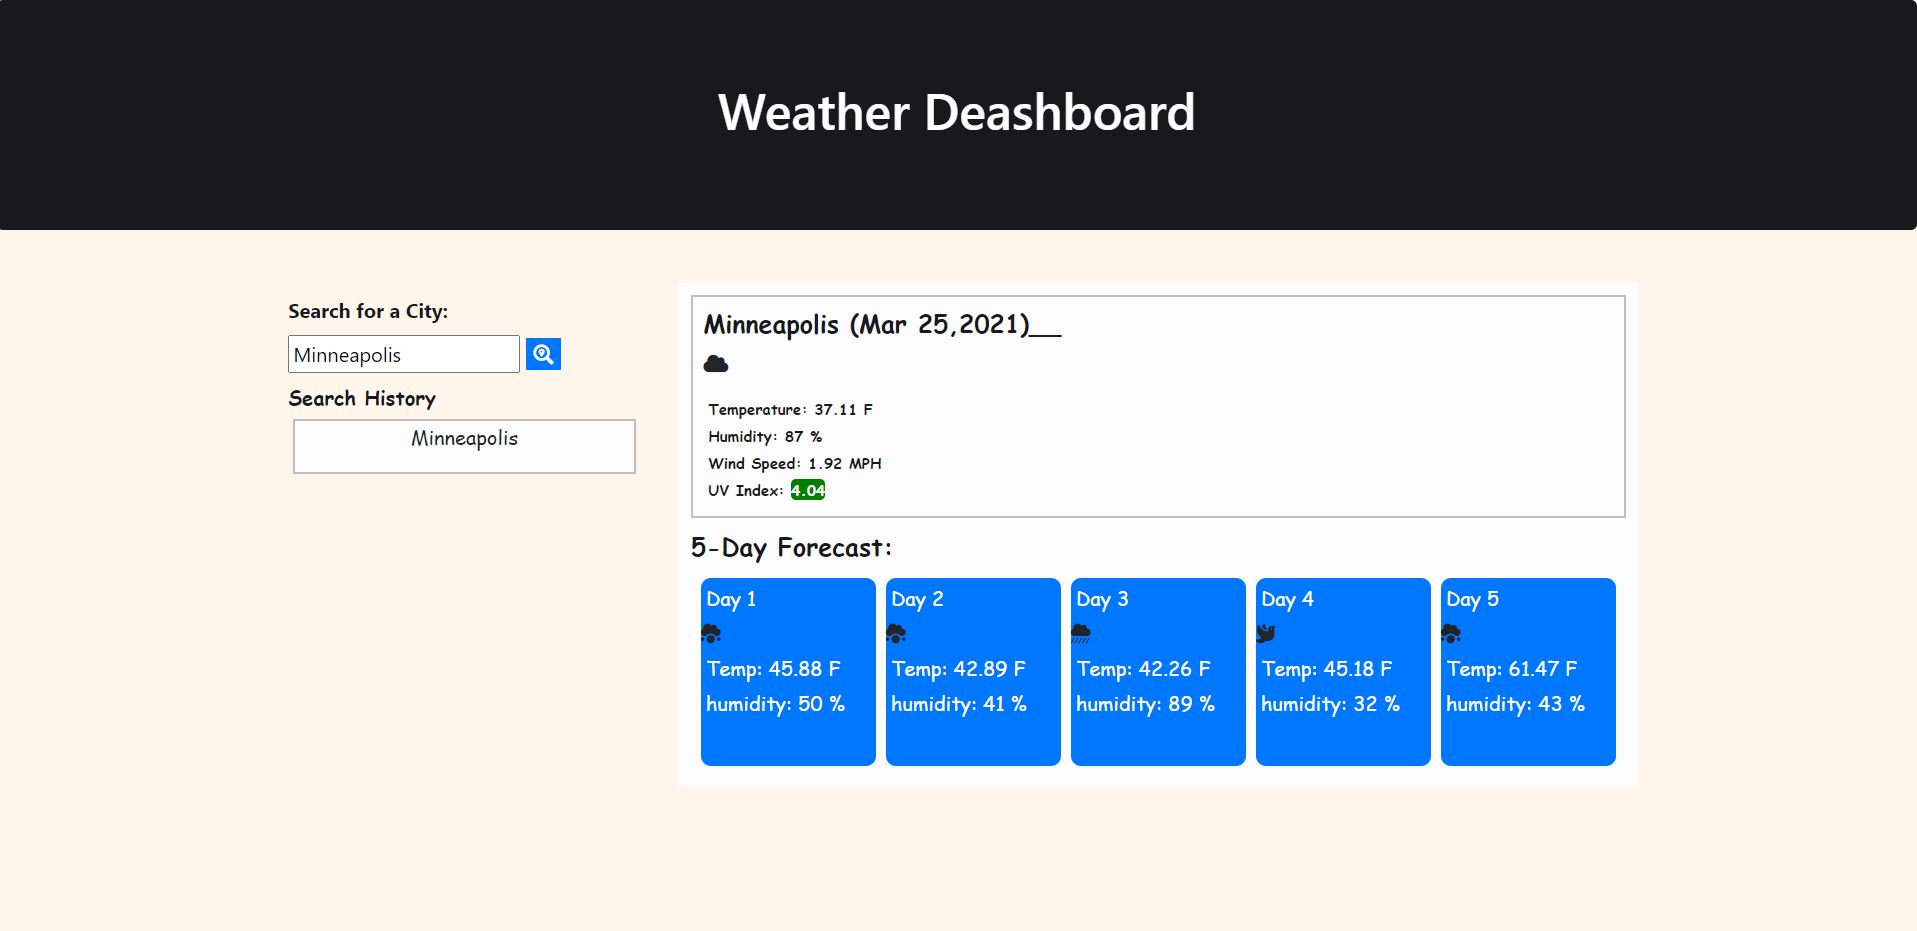 Weather Deashboard
Search for a City:
Minneapolis
Search History
Minneapolis
Minneapolis (Mar 25,2021)__
Temperature: 37.11 F
Humidity: 87 %
Wind Speed: 1.92 MPH
UV Index: 4.04
5-Day Forecast:
Day 1
Temp: 45.88 F
humidity: 50 %
Day 2
Temp: 42.89 F
humidity: 41 %
Day 3
Temp: 42.26 F
humidity: 89 %
Day 4
Temp: 45.18 F
humidity: 32 %
Day 5
Temp: 61.47 F
humidity: 43 %